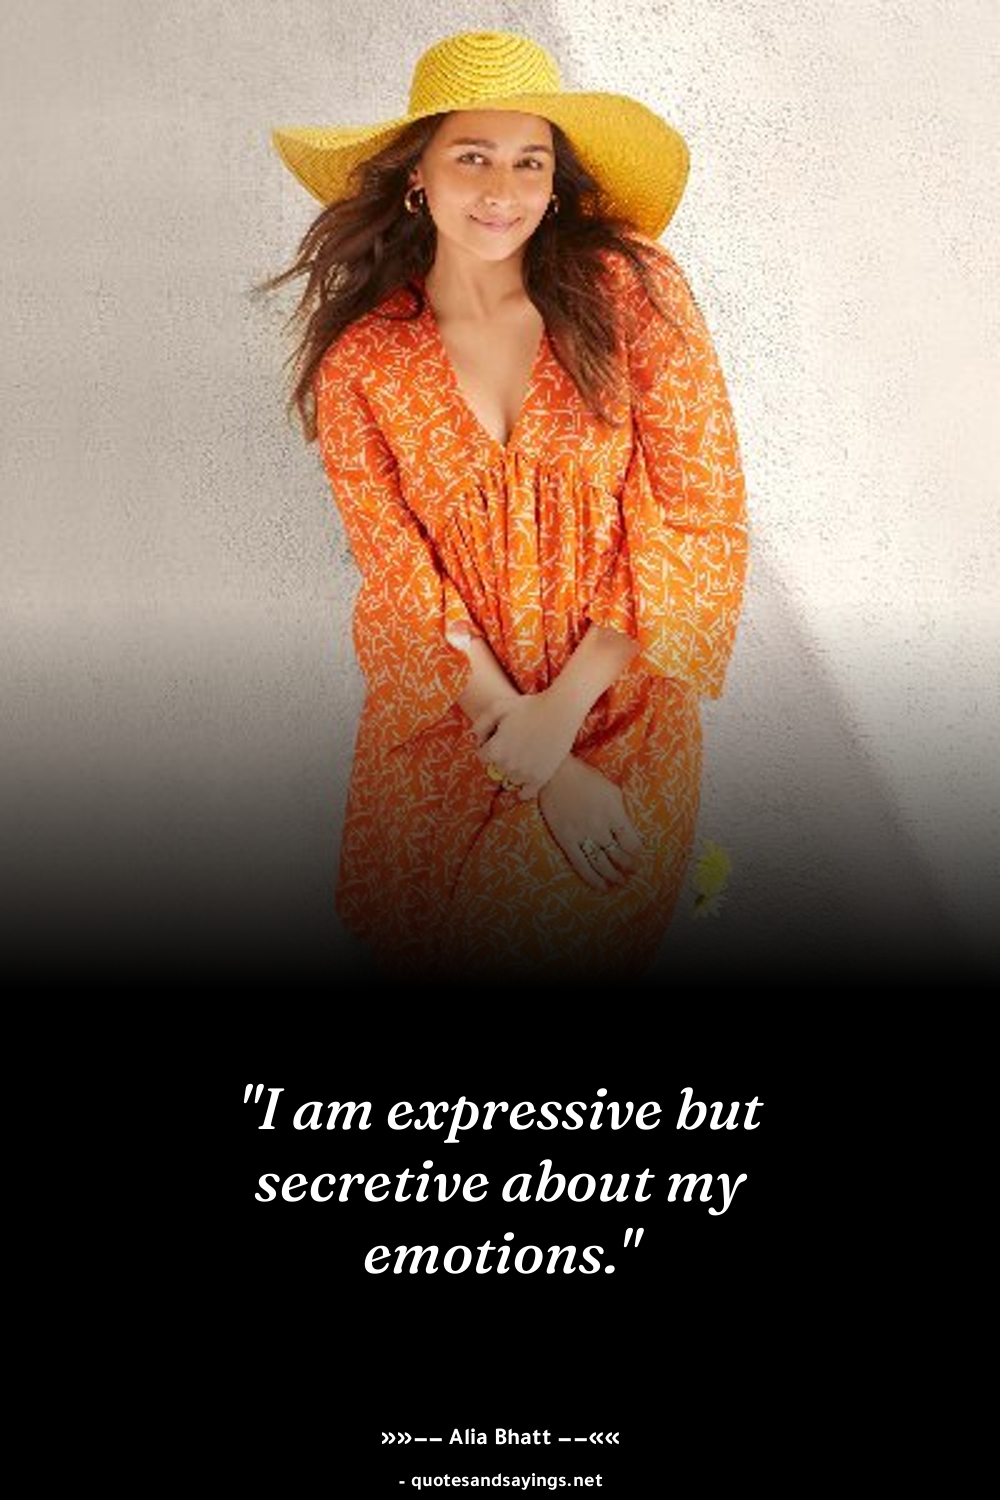 "I am expressive but
secretive about my
emotions."
»»–– Alia Bhatt ––««
- quotesandsayings.net